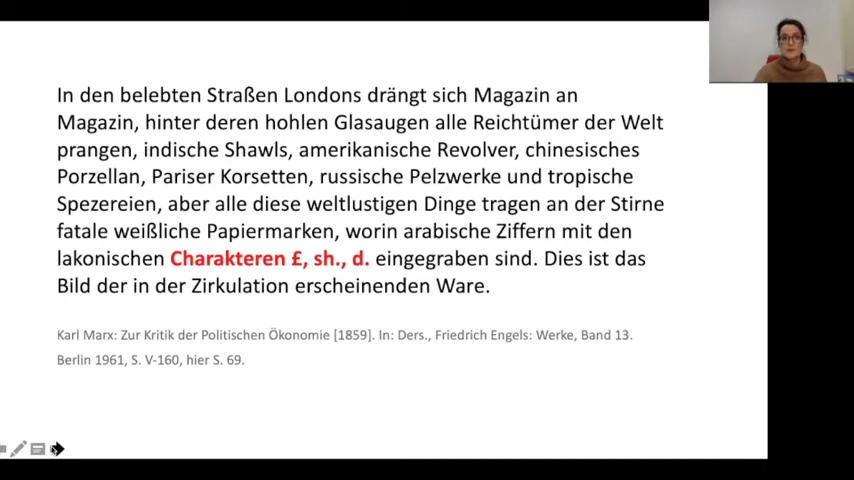 In den belebten Straßen Londons drängt sich Magazin an
Magazin, hinter deren hohlen Glasaugen alle Reichtümer der Welt
prangen, indische Shawls, amerikanische Revolver, chinesisches
Porzellan, Pariser Korsetten, russische Pelzwerke und tropische
Spezereien, aber alle diese weltlustigen Dinge tragen an der Stirne
fatale weißliche Papiermarken, worin arabische Ziffern mit den
lakonischen Charakteren £, sh., d. eingegraben sind. Dies ist das
Bild der in der Zirkulation erscheinenden Ware.
Karl Marx: Zur Kritik der Politischen Ökonomie [1859]. In: Ders., Friedrich Engels: Werke, Band 13.
Berlin 1961, S. V-160, hier S. 69.